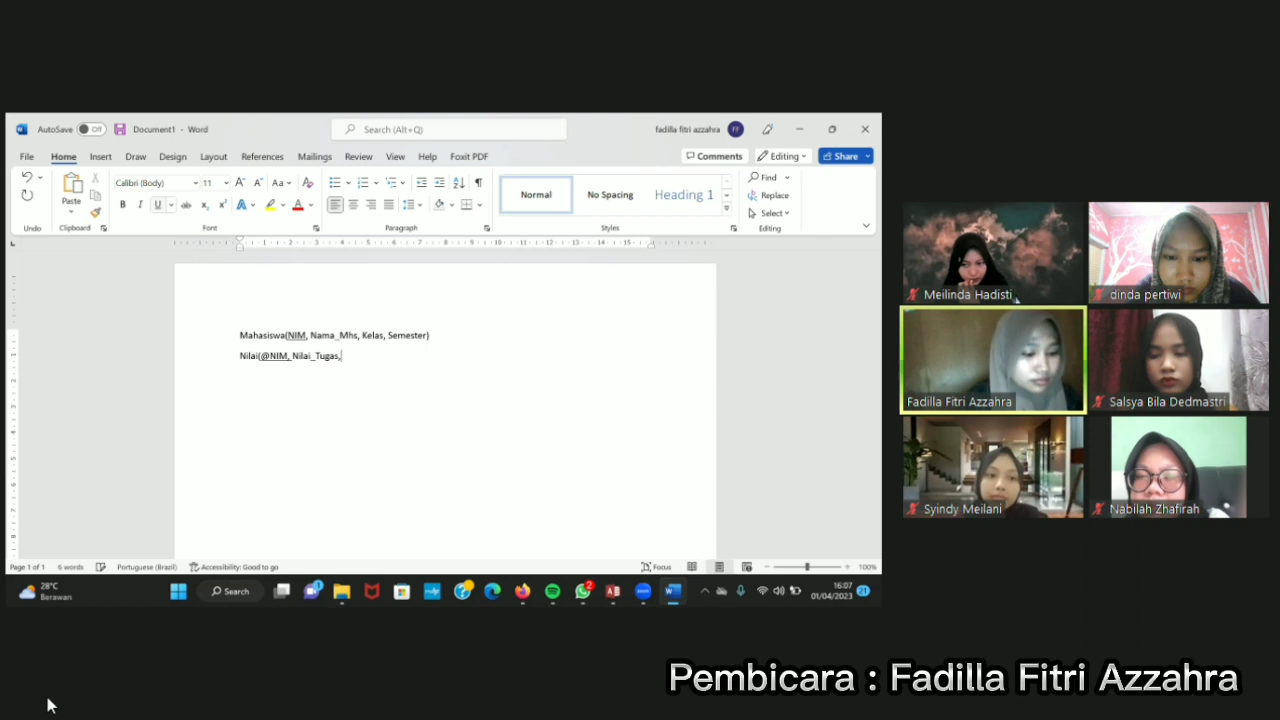 AutoSave Off Document1 - Word Search (Alt+Q) fadilla fitri azzahra FF
File Home Insert Draw Design Layout References Mailings Review View Help Foxit PDF Comments Editing Share
Paste Calibri (Body) 11 Aa Normal No Spacing Heading 1 Find Replace Select
Undo Clipboard Font Paragraph Styles Editing
Mahasiswa(NIM, Nama_Mhs, Kelas, Semester)
Nilai(@NIM, Nilai_Tugas,
Page 1 of 1 6 words Portuguese (Brazil) Accessibility: Good to go Focus 100%
28°C
Berawan
Search
16:07
01/04/2023
21
Meilinda Hadisti
dinda pertiwi
Fadilla Fitri Azzahra
Salsya Bila Dedmastri
Syindy Meilani
Nabilah Zhafirah
Pembicara : Fadilla Fitri Azzahra